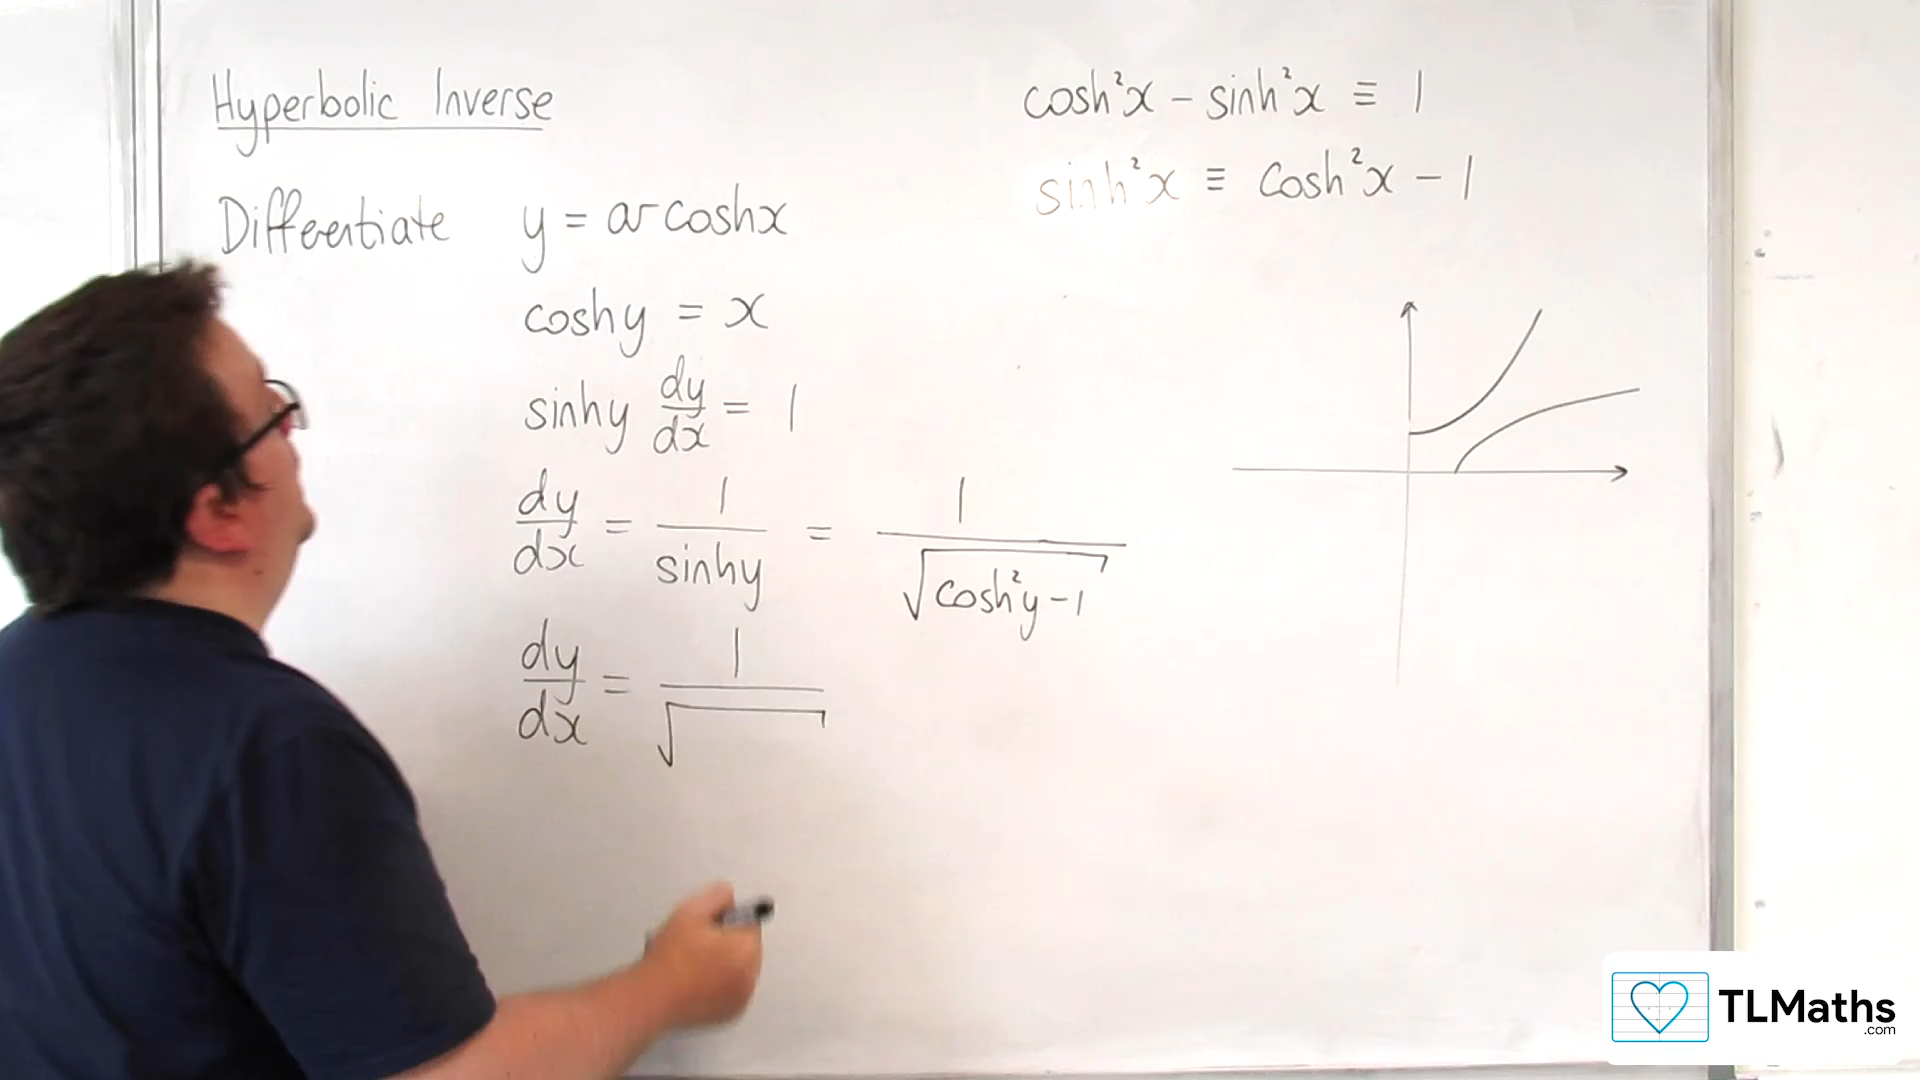 Hyperbolic Inverse
cosh²x - sinh²x ≡ 1
sinh²x ≡ cosh²x - 1
Differentiate y = arcoshx
coshy = x
sinhy dy/dx = 1
dy/dx = 1/sinhy = 1/√(cosh²y-1)
dy/dx = 1/√
TLMaths
.com